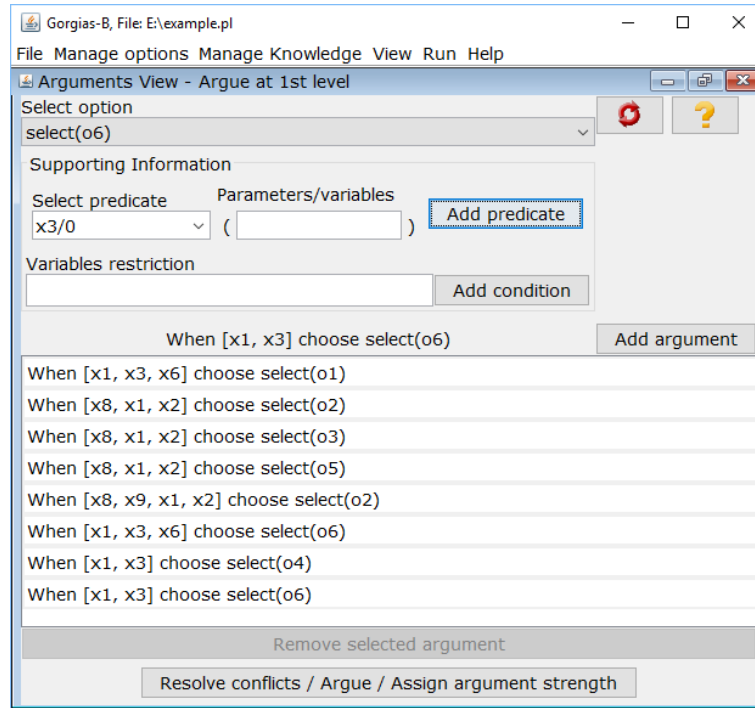 Gorgias-B, File: E:\example.pl
File Manage options Manage Knowledge View Run Help
Arguments View - Argue at 1st level
Select option
select(o6)
Supporting Information
Select predicate Parameters/variables
x3/0 ( ) Add predicate
Variables restriction
Add condition
When [x1, x3] choose select(o6) Add argument
When [x1, x3, x6] choose select(o1)
When [x8, x1, x2] choose select(o2)
When [x8, x1, x2] choose select(o3)
When [x8, x1, x2] choose select(o5)
When [x8, x9, x1, x2] choose select(o2)
When [x1, x3, x6] choose select(o6)
When [x1, x3] choose select(o4)
When [x1, x3] choose select(o6)
Remove selected argument
Resolve conflicts / Argue / Assign argument strength